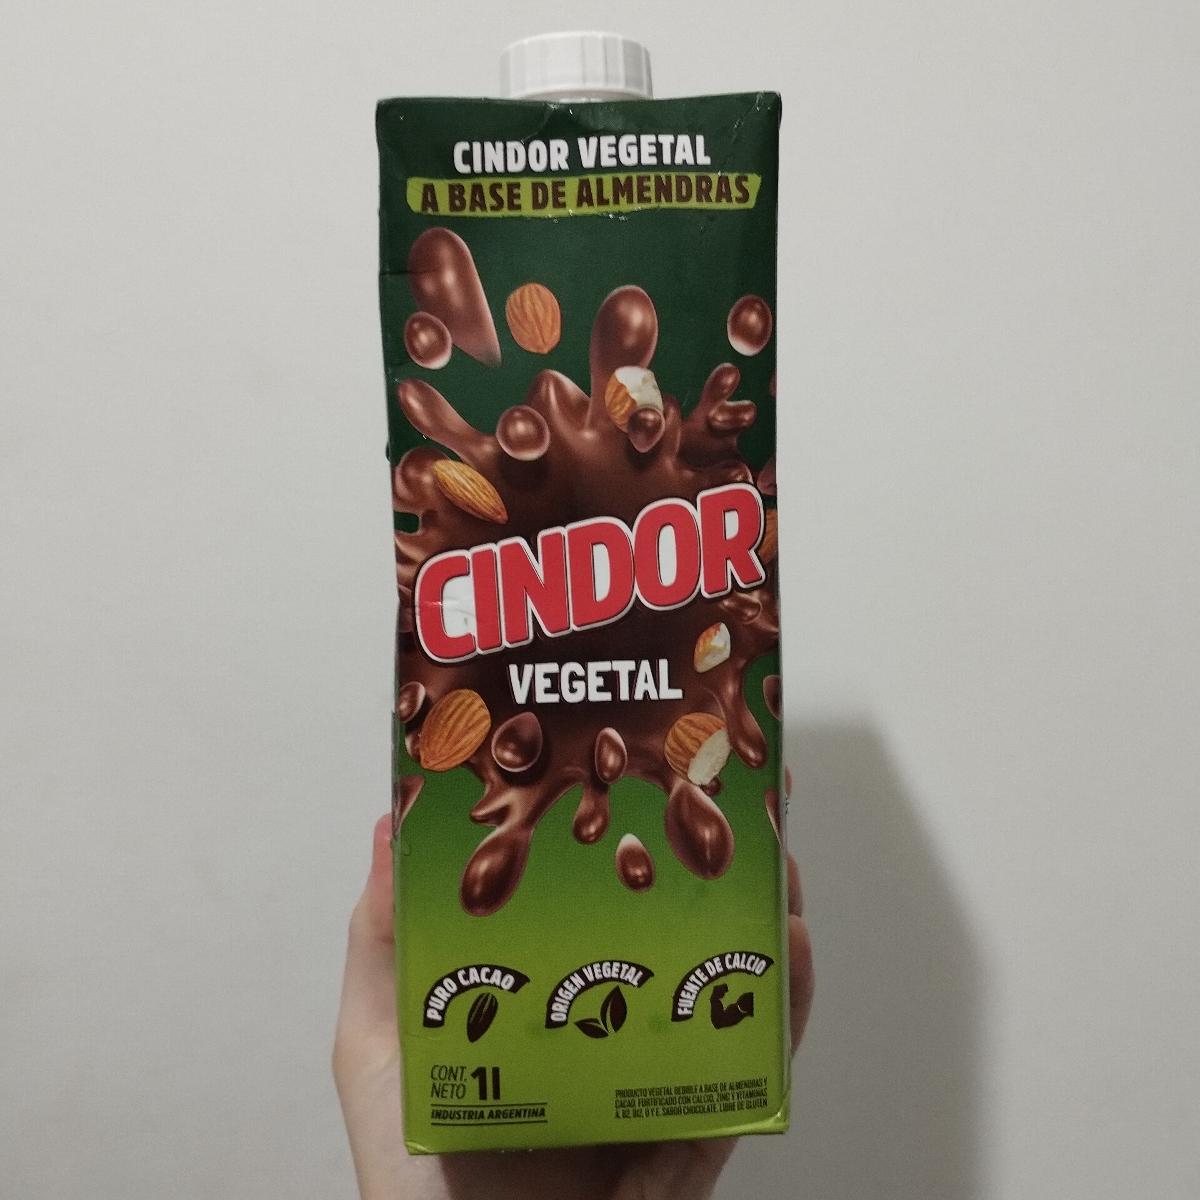 CINDOR VEGETAL
A BASE DE ALMENDRAS
CINDOR
VEGETAL
PURO CACAO
ORIGEN VEGETAL
FUENTE DE CALCIO
CONT.
NETO 1l
INDUSTRIA ARGENTINA
PRODUCTO VEGETAL BEBIBLE A BASE DE ALMENDRAS Y
CACAO, FORTIFICADO CON CALCIO, ZINC Y VITAMINAS
A, B2, B12, D Y E. SABOR CHOCOLATE. LIBRE DE GLUTEN